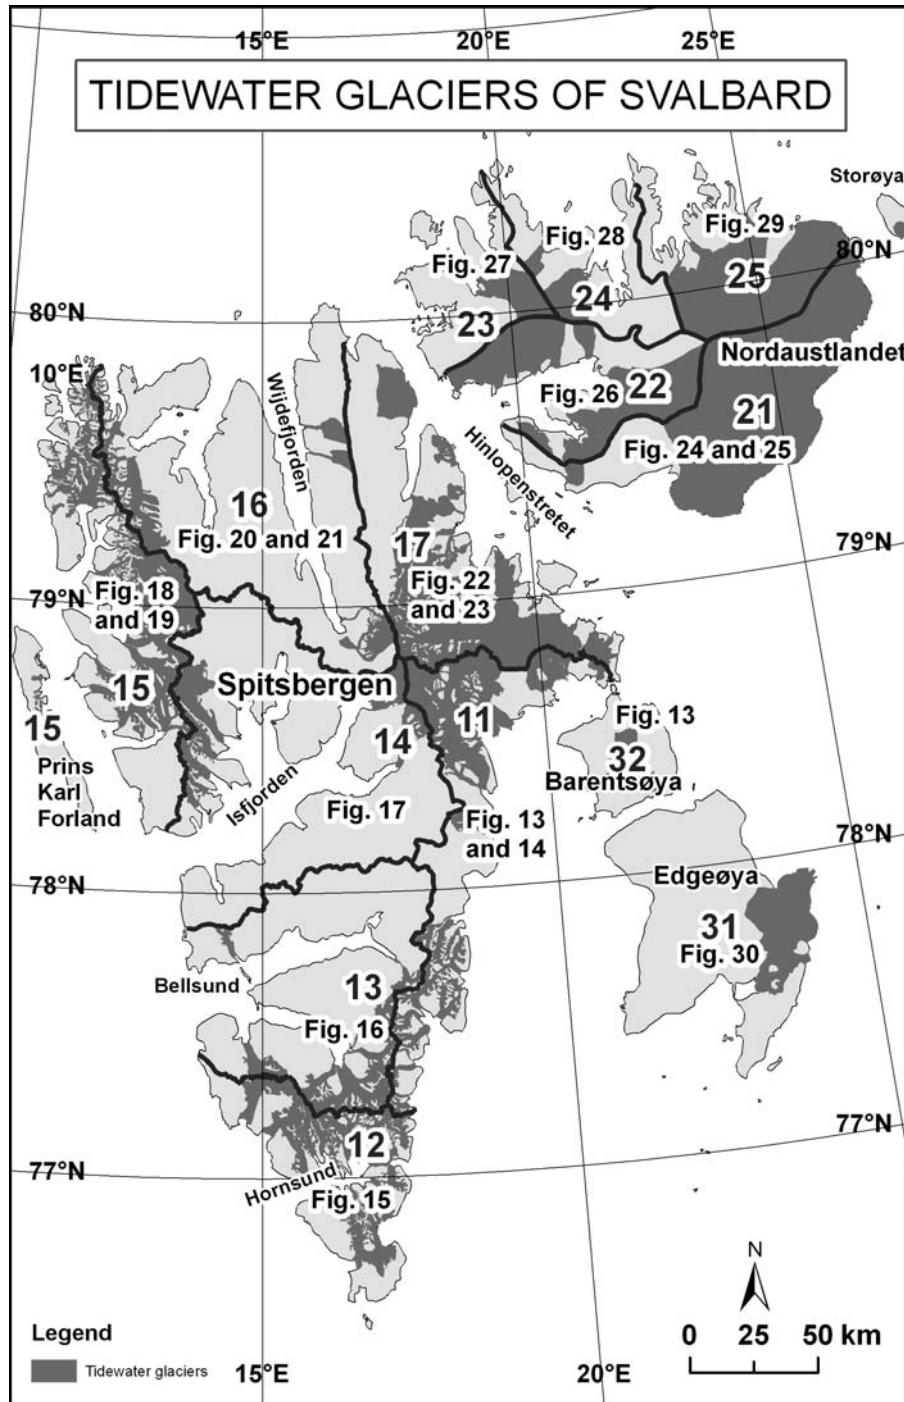 15°E 20°E 25°E
TIDEWATER GLACIERS OF SVALBARD
Storøya
Fig. 29
Fig. 28
80°N
Fig. 27
25
24
80°N
23
Nordaustlandet
10°E
Wijdefjorden
22
Fig. 26
21
Hinlopenstretet
Fig. 24 and 25
16
Fig. 20 and 21
17
79°N
Fig. 22
and 23
79°N
Fig. 18
and 19
Spitsbergen
15
15
11
Fig. 13
14
32
Prins
Karl
Forland
Barentsøya
Isfjorden
Fig. 17
Fig. 13
and 14
78°N
78°N
Edgeøya
31
Fig. 30
Bellsund
13
Fig. 16
77°N
12
77°N
Hornsund
Fig. 15
N
Legend
0 25 50 km
Tidewater glaciers
15°E 20°E